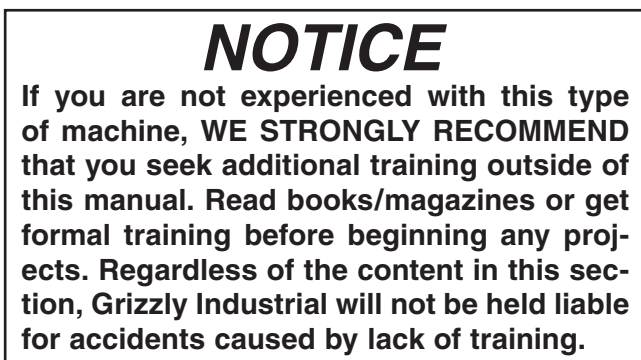 NOTICE
If you are not experienced with this type
of machine, WE STRONGLY RECOMMEND
that you seek additional training outside of
this manual. Read books/magazines or get
formal training before beginning any proj-
ects. Regardless of the content in this sec-
tion, Grizzly Industrial will not be held liable
for accidents caused by lack of training.